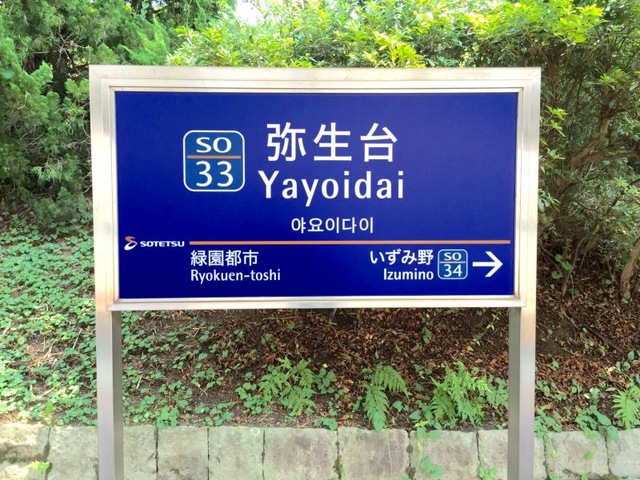 SO
33
弥生台
Yayoidai
야요이다이
SOTETSU
緑園都市
Ryokuen-toshi
いずみ野
Izumino
SO
34